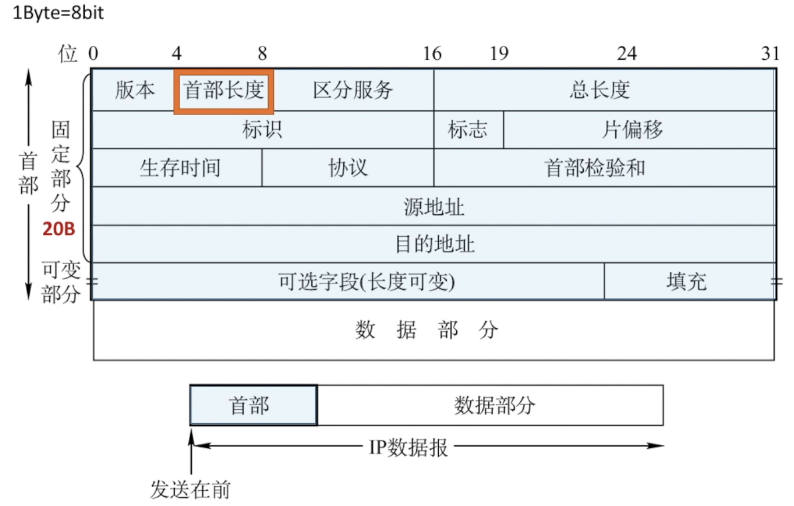 1Byte=8bit
位 0 4 8 16 19 24 31
版本 首部长度 区分服务 总长度
标识 标志 片偏移
生存时间 协议 首部检验和
源地址
目的地址
可选字段(长度可变) 填充
数据部分
首部
固定部分
20B
可变部分
首部 数据部分
IP数据报
发送在前